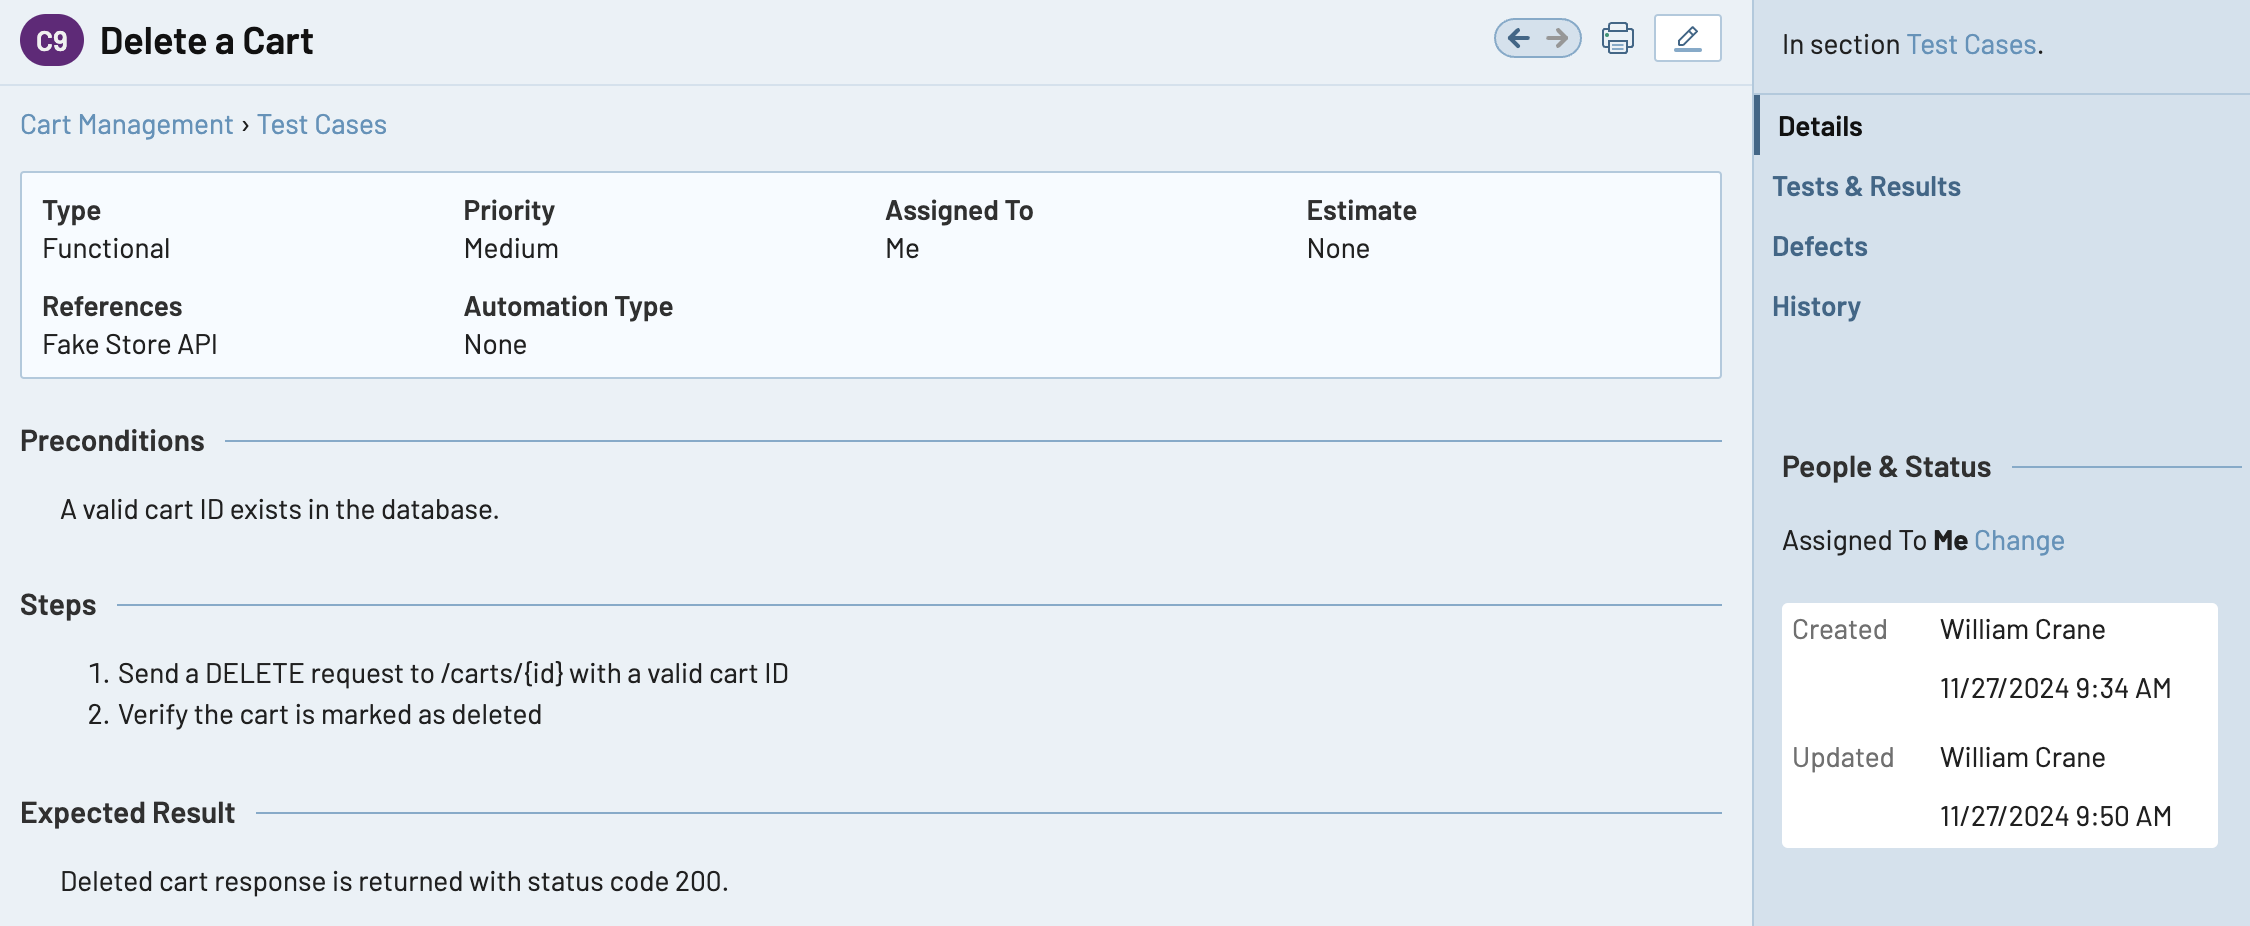 C9 Delete a Cart
Cart Management › Test Cases
Type Priority Assigned To Estimate
Functional Medium Me None
References Automation Type
Fake Store API None
Preconditions
A valid cart ID exists in the database.
Steps
1. Send a DELETE request to /carts/{id} with a valid cart ID
2. Verify the cart is marked as deleted
Expected Result
Deleted cart response is returned with status code 200.
In section Test Cases.
Details
Tests & Results
Defects
History
People & Status
Assigned To Me Change
Created William Crane
11/27/2024 9:34 AM
Updated William Crane
11/27/2024 9:50 AM